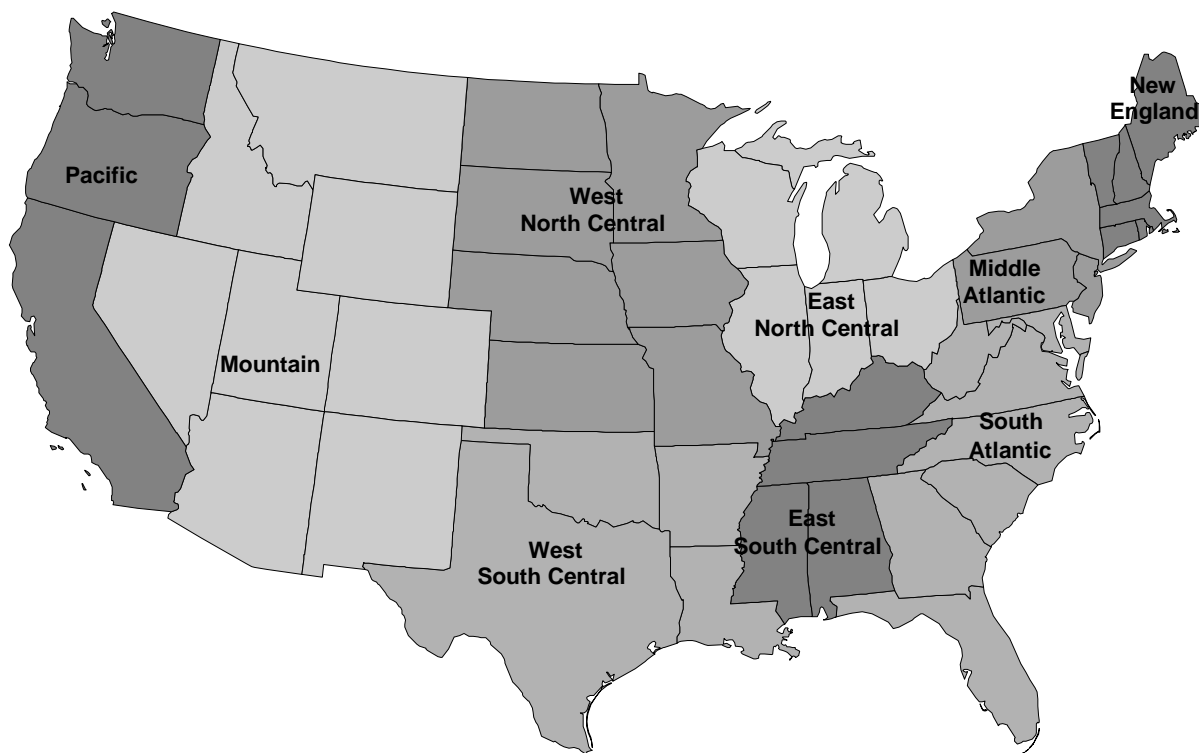 New
England
Pacific
West
North Central
Middle
Atlantic
East
North Central
Mountain
South
Atlantic
East
South Central
West
South Central